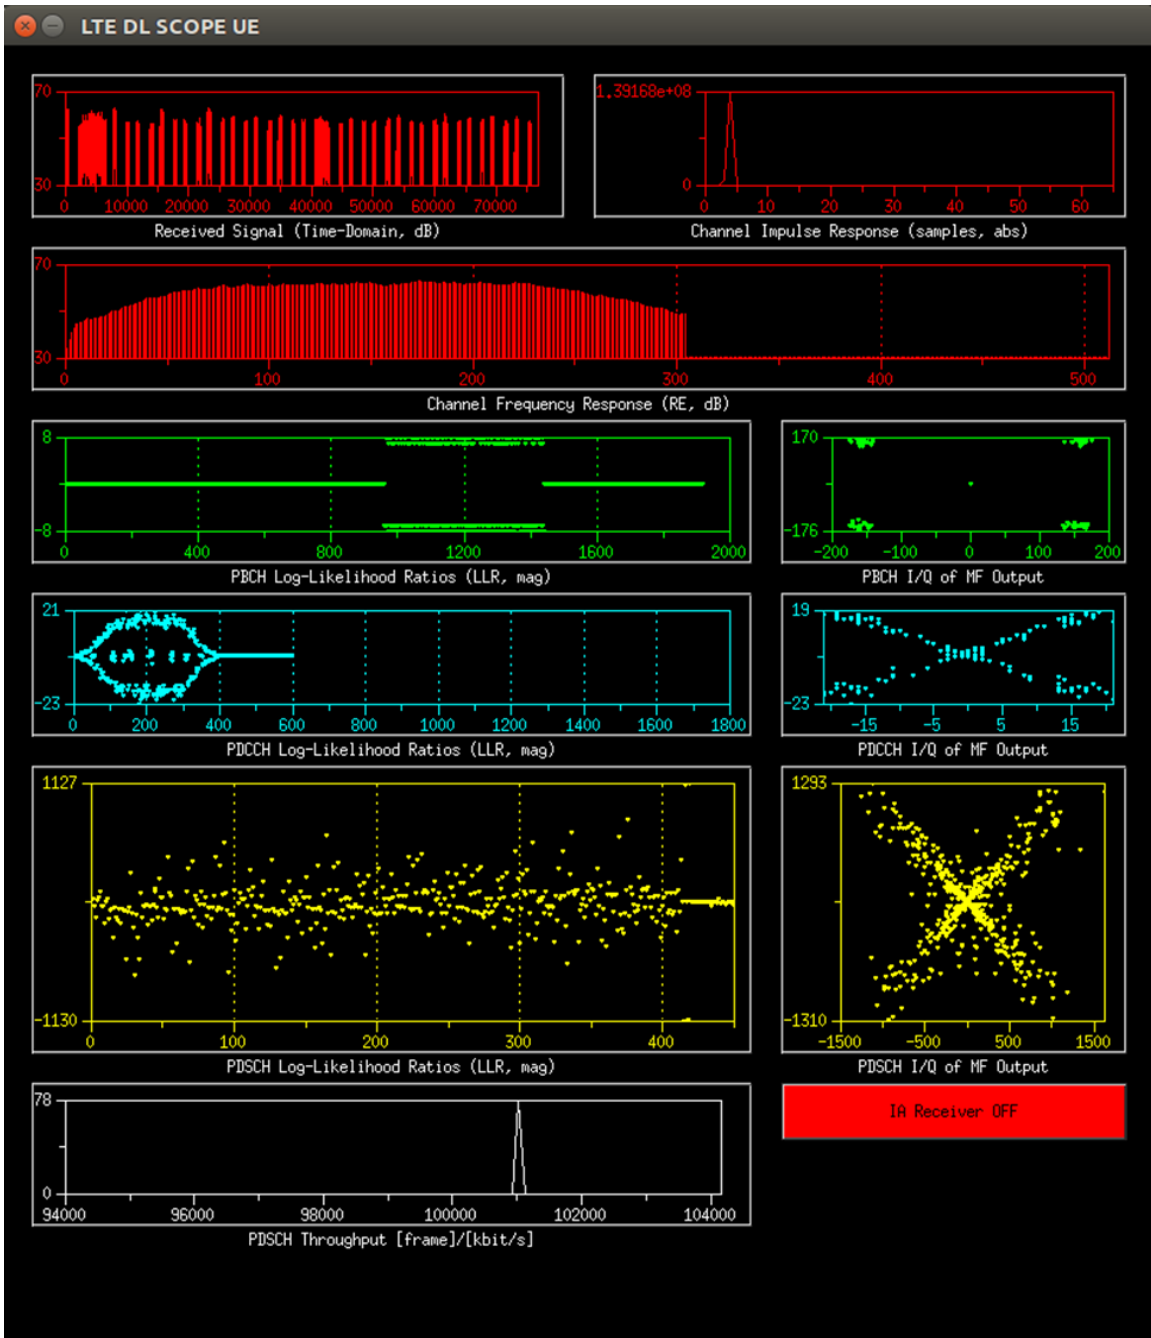 LTE DL SCOPE UE
70
30
0 10000 20000 30000 40000 50000 60000 70000
Received Signal (Time-Domain, dB)
1.39168e+08
0
0 10 20 30 40 50 60
Channel Impulse Response (samples, abs)
70
30
0 100 200 300 400 500
Channel Frequency Response (RE, dB)
8
-8
0 400 800 1200 1600 2000
PBCH Log-Likelihood Ratios (LLR, mag)
170
-176
-200 -100 0 100 200
PBCH I/Q of MF Output
21
-23
0 200 400 600 800 1000 1200 1400 1600 1800
PDCCH Log-Likelihood Ratios (LLR, mag)
19
-23
-15 -5 5 15
PDCCH I/Q of MF Output
1127
-1130
0 100 200 300 400
PDSCH Log-Likelihood Ratios (LLR, mag)
1293
-1310
-1500 -500 500 1500
PDSCH I/Q of MF Output
78
0
94000 96000 98000 100000 102000 104000
PDSCH Throughput [frame]/[kbit/s]
IA Receiver OFF